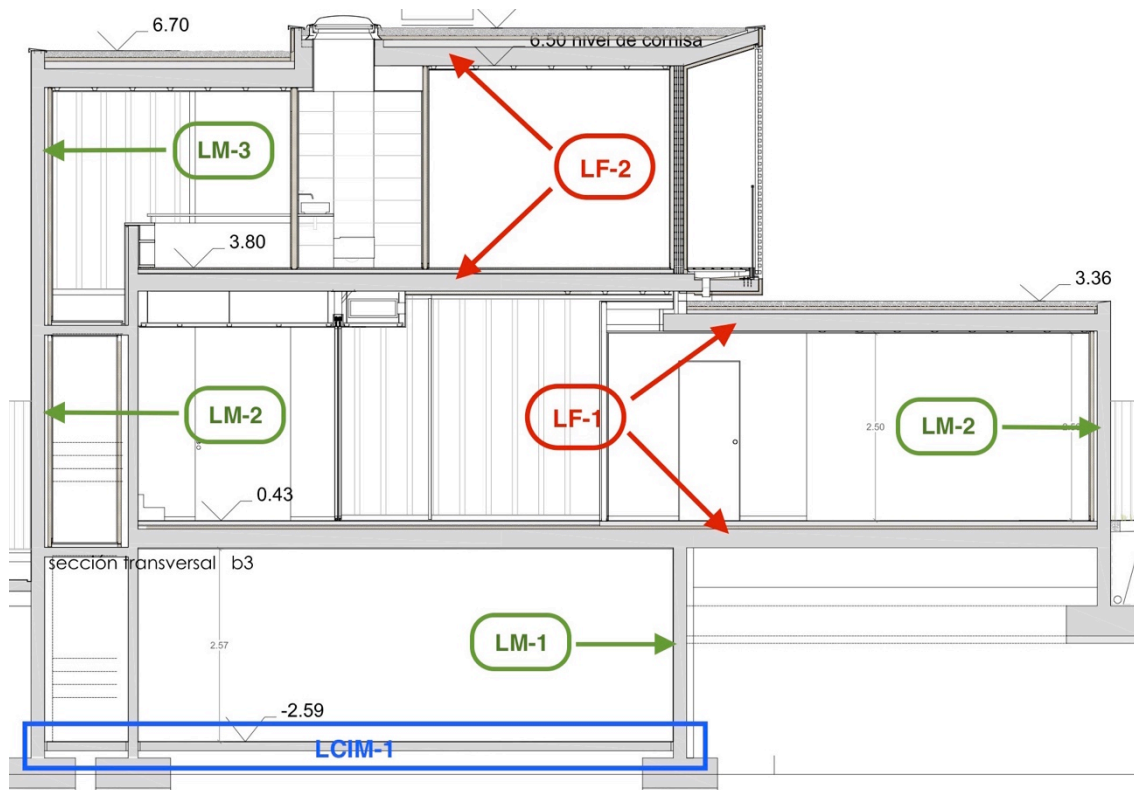 6.70
6.50 nivel de cornisa
LM-3
LF-2
3.80
3.36
LM-2
LF-1
2.50
LM-2
0.43
sección transversal b3
2.57
LM-1
-2.59
LCIM-1